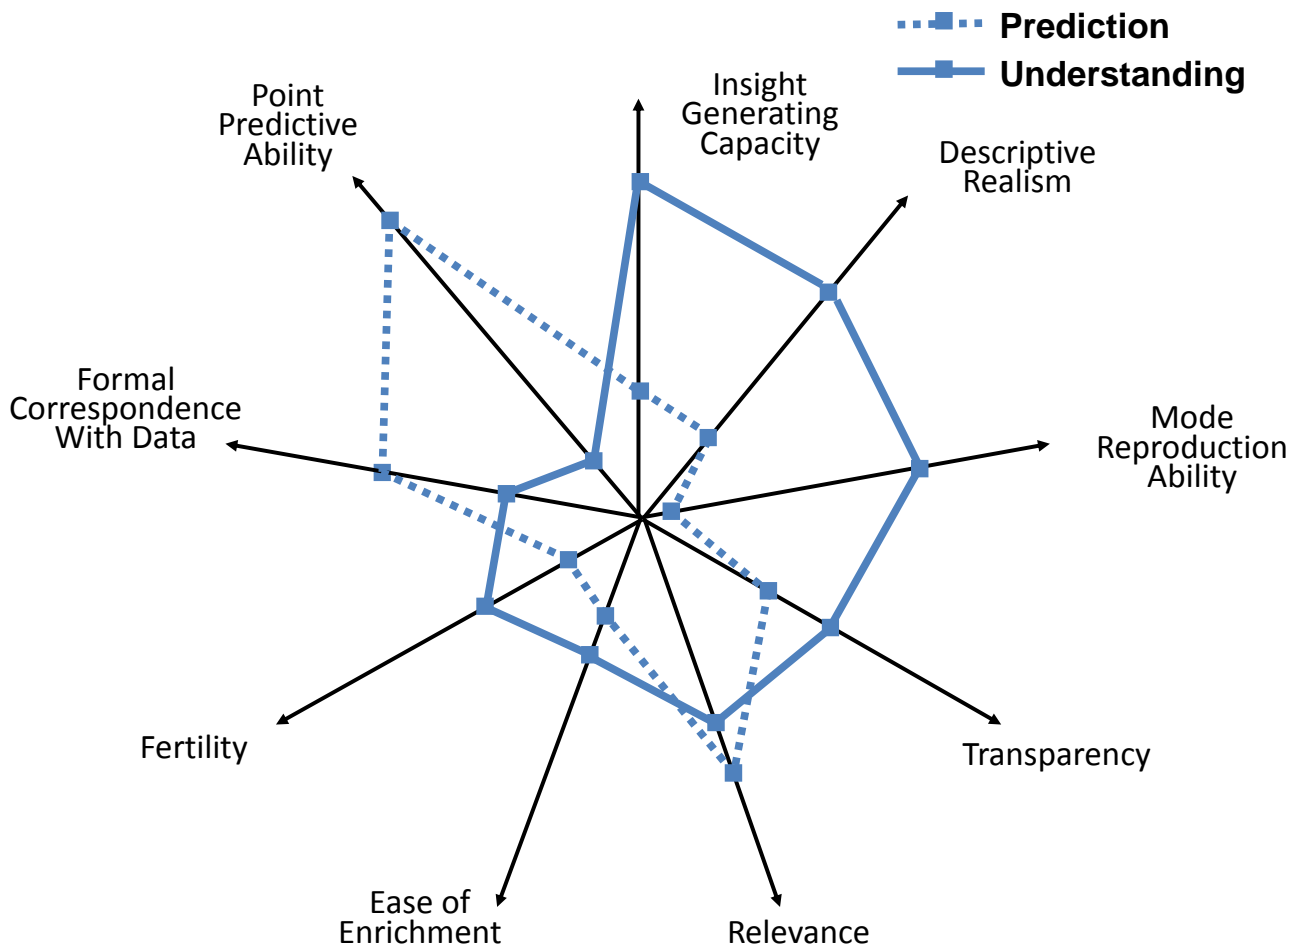 Prediction
Understanding
Insight
Generating
Capacity
Point
Predictive
Ability
Descriptive
Realism
Formal
Correspondence
With Data
Mode
Reproduction
Ability
Fertility
Transparency
Ease of
Enrichment
Relevance